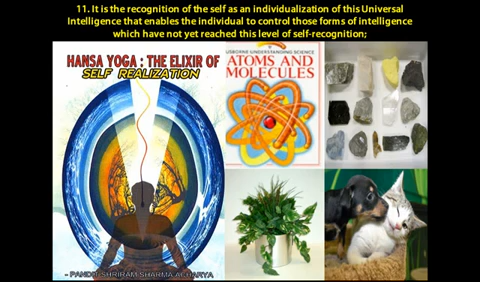 11. It is the recognition of the self as an individualization of this Universal
Intelligence that enables the individual to control those forms of intelligence
which have not yet reached this level of self-recognition;
HANSA YOGA : THE ELIXIR OF
SELF REALIZATION
- PANDIT SHRIRAM SHARMA ACHARYA
USBORNE UNDERSTANDING SCIENCE
ATOMS AND
MOLECULES